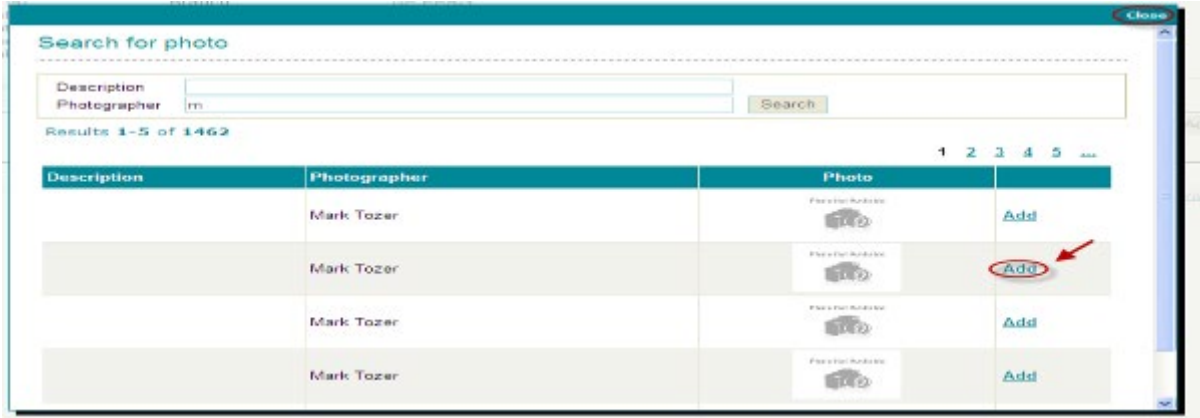 Close
Search for photo
Description
Photographer m Search
Results 1-5 of 1462
1 2 3 4 5 ...
Description Photographer Photo
Mark Tozer Add
Mark Tozer Add
Mark Tozer Add
Mark Tozer Add